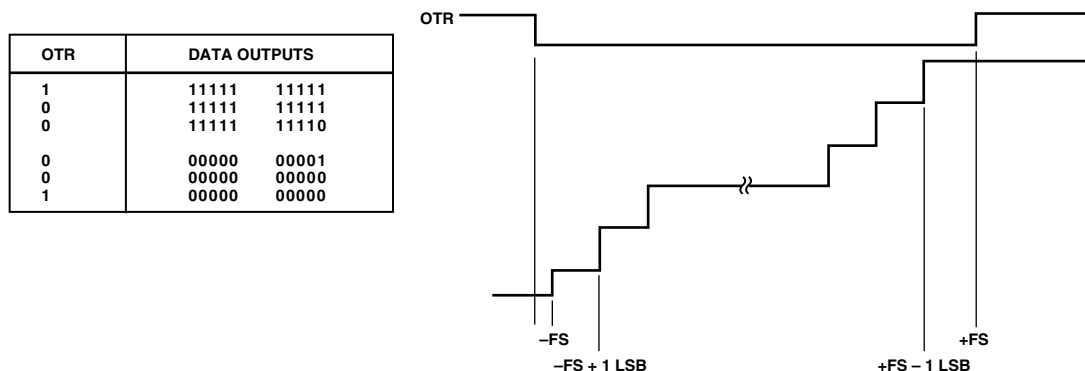 OTR DATA OUTPUTS
1 11111 11111
0 11111 11111
0 11111 11110
0 00000 00001
0 00000 00000
1 00000 00000
OTR
–FS
+FS
–FS + 1 LSB
+FS – 1 LSB